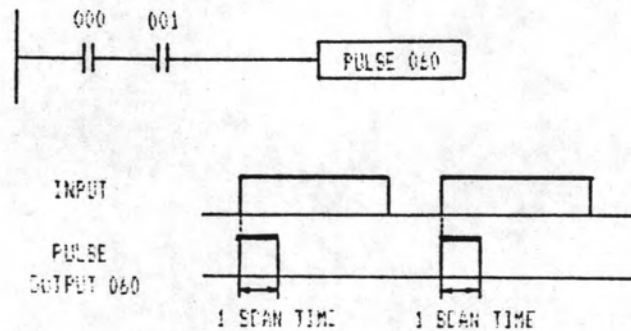 000 001
PULSE 060
INPUT
PULSE
OUTPUT 060
1 SCAN TIME 1 SCAN TIME